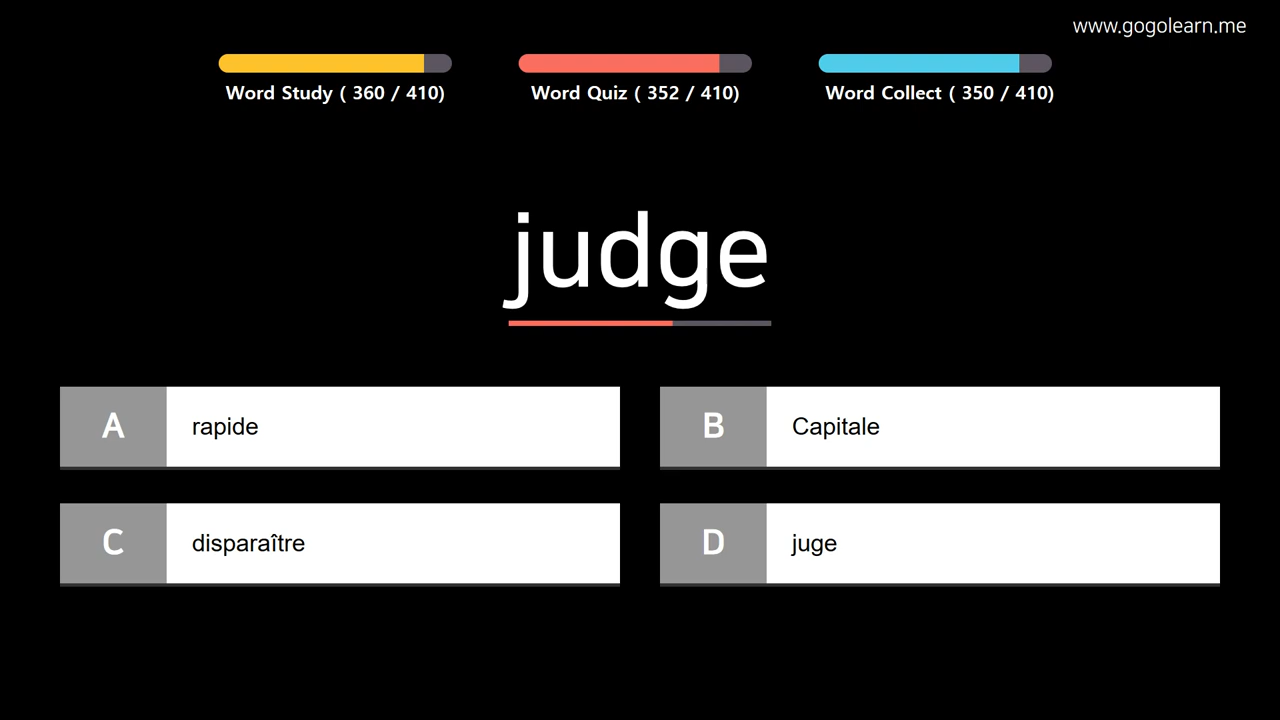 www.gogolearn.me
Word Study ( 360 / 410)
Word Quiz ( 352 / 410)
Word Collect ( 350 / 410)
judge
A rapide
B Capitale
C disparaître
D juge